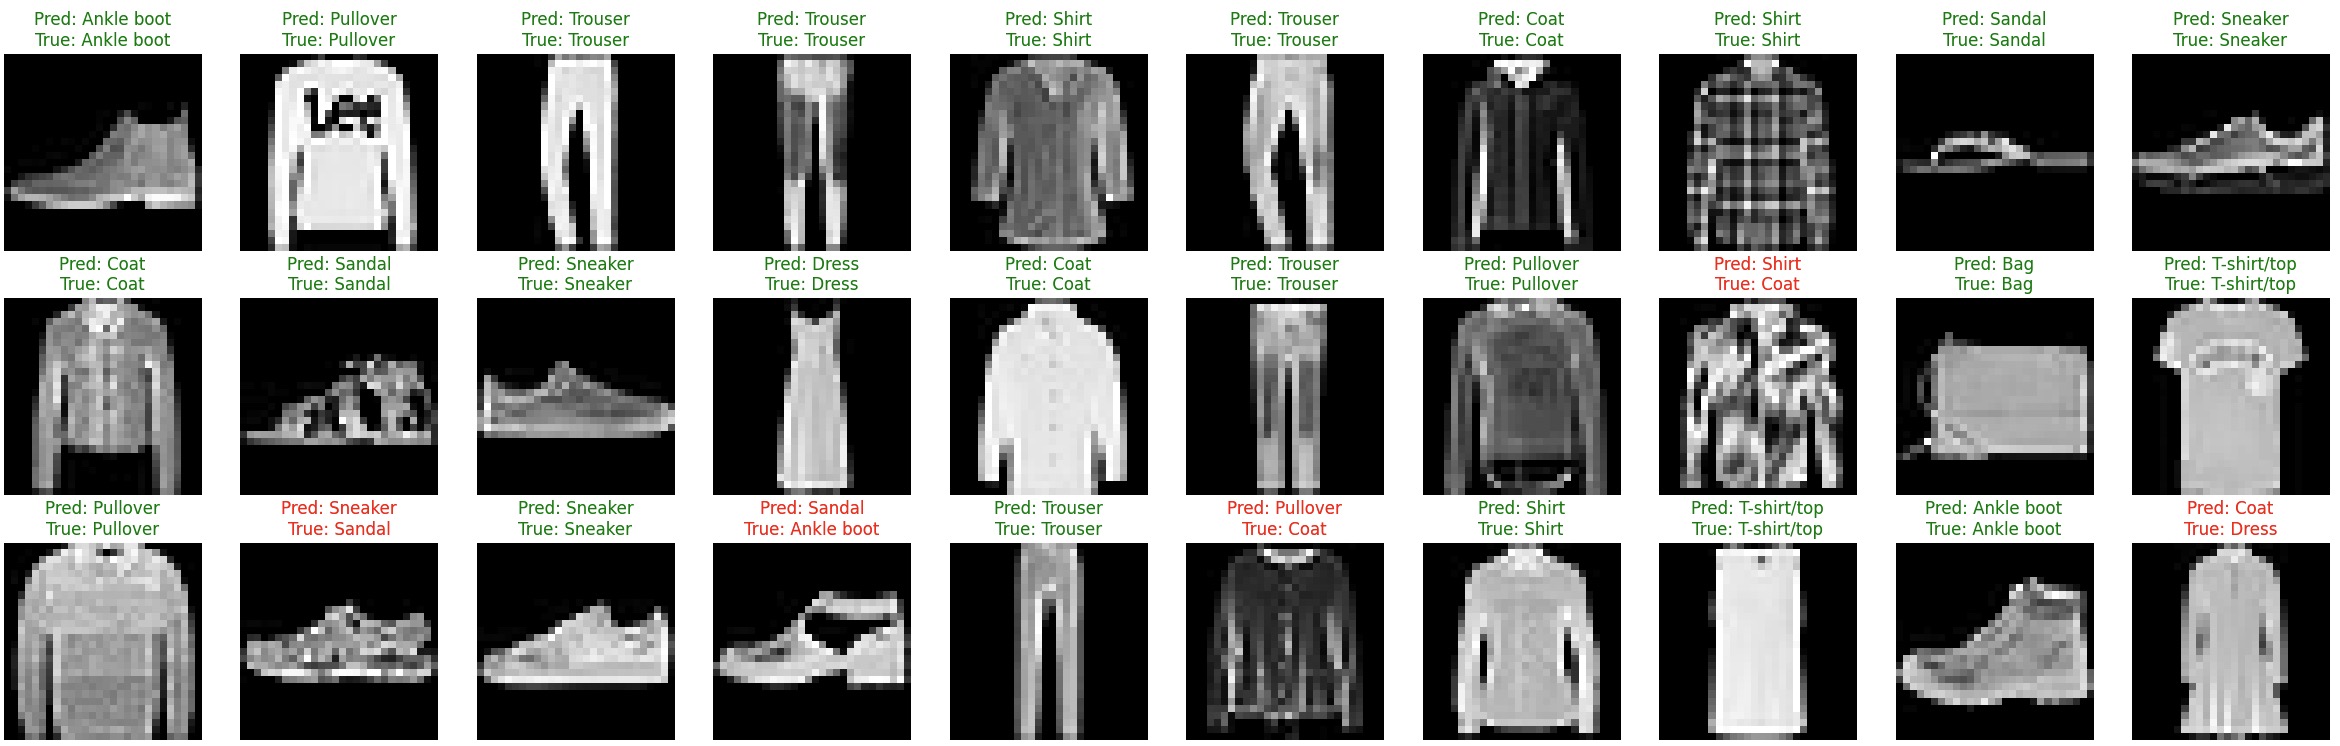 Pred: Ankle boot
True: Ankle boot
Pred: Pullover
True: Pullover
Pred: Trouser
True: Trouser
Pred: Trouser
True: Trouser
Pred: Shirt
True: Shirt
Pred: Trouser
True: Trouser
Pred: Coat
True: Coat
Pred: Shirt
True: Shirt
Pred: Sandal
True: Sandal
Pred: Sneaker
True: Sneaker
Lee
Pred: Coat
True: Coat
Pred: Sandal
True: Sandal
Pred: Sneaker
True: Sneaker
Pred: Dress
True: Dress
Pred: Coat
True: Coat
Pred: Trouser
True: Trouser
Pred: Pullover
True: Pullover
Pred: Shirt
True: Coat
Pred: Bag
True: Bag
Pred: T-shirt/top
True: T-shirt/top
Pred: Pullover
True: Pullover
Pred: Sneaker
True: Sandal
Pred: Sneaker
True: Sneaker
Pred: Sandal
True: Ankle boot
Pred: Trouser
True: Trouser
Pred: Pullover
True: Coat
Pred: Shirt
True: Shirt
Pred: T-shirt/top
True: T-shirt/top
Pred: Ankle boot
True: Ankle boot
Pred: Coat
True: Dress